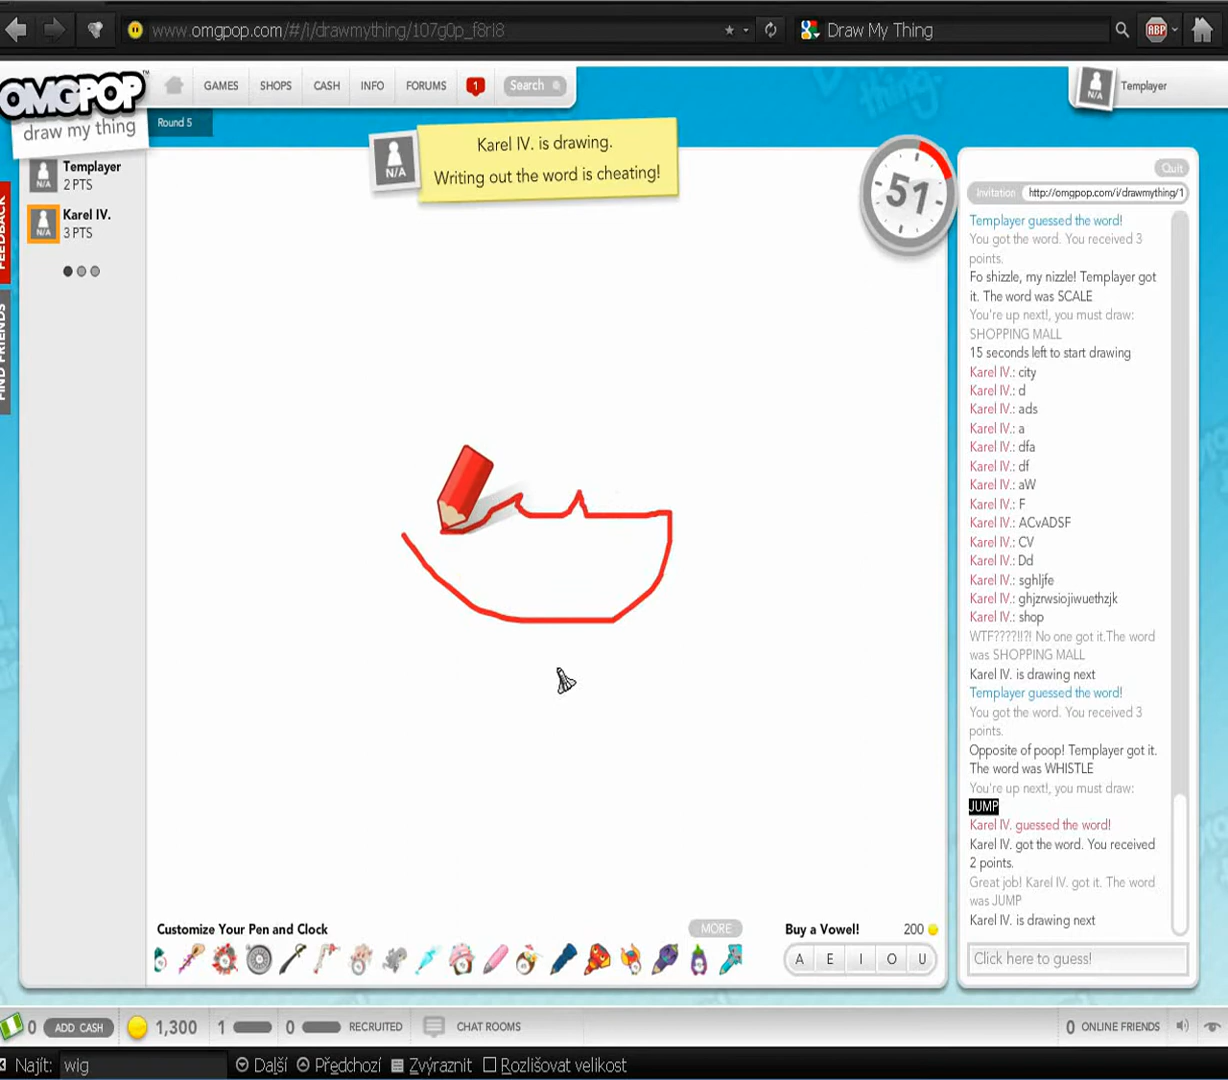 www.omgpop.com/#/i/drawmything/107g0p_f8rl8
Draw My Thing
ABP
OMGPOP
draw my thing
GAMES
SHOPS
CASH
INFO
FORUMS
1
Search
N/A
Templayer
Round 5
N/A
Karel IV. is drawing.
Writing out the word is cheating!
51
FEEDBACK
FIND FRIENDS
N/A
Templayer
2 PTS
N/A
Karel IV.
3 PTS
Quit
Invitation
http://omgpop.com/i/drawmything/1
Templayer guessed the word!
You got the word. You received 3
points.
Fo shizzle, my nizzle! Templayer got
it. The word was SCALE
You're up next!, you must draw:
SHOPPING MALL
15 seconds left to start drawing
Karel IV.: city
Karel IV.: d
Karel IV.: ads
Karel IV.: a
Karel IV.: dfa
Karel IV.: df
Karel IV.: aW
Karel IV.: F
Karel IV.: ACvADSF
Karel IV.: CV
Karel IV.: Dd
Karel IV.: sghljfe
Karel IV.: ghjzrwsiojiwuethzjk
Karel IV.: shop
WTF????!!?! No one got it.The word
was SHOPPING MALL
Karel IV. is drawing next
Templayer guessed the word!
You got the word. You received 3
points.
Opposite of poop! Templayer got it.
The word was WHISTLE
You're up next!, you must draw:
JUMP
Karel IV. guessed the word!
Karel IV. got the word. You received
2 points.
Great job! Karel IV. got it. The word
was JUMP
Karel IV. is drawing next
Click here to guess!
Customize Your Pen and Clock
MORE
Buy a Vowel!
200
A E I O U
0
ADD CASH
1,300
1
0
RECRUITED
CHAT ROOMS
0 ONLINE FRIENDS
Najít:
wig
Další
Předchozí
Zvýraznit
Rozlišovat velikost